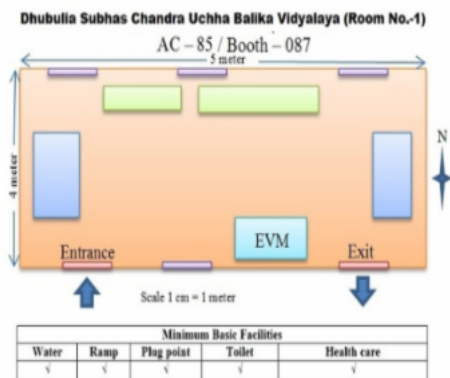 Dhubulia Subhas Chandra Uchha Balika Vidyalaya (Room No.-1)
AC – 85 / Booth – 087
5 meter
4 meter
N
EVM
Entrance
Exit
Scale 1 cm = 1 meter
Minimum Basic Facilities
Water Ramp Plug point Toilet Health care
√ √ √ √ √